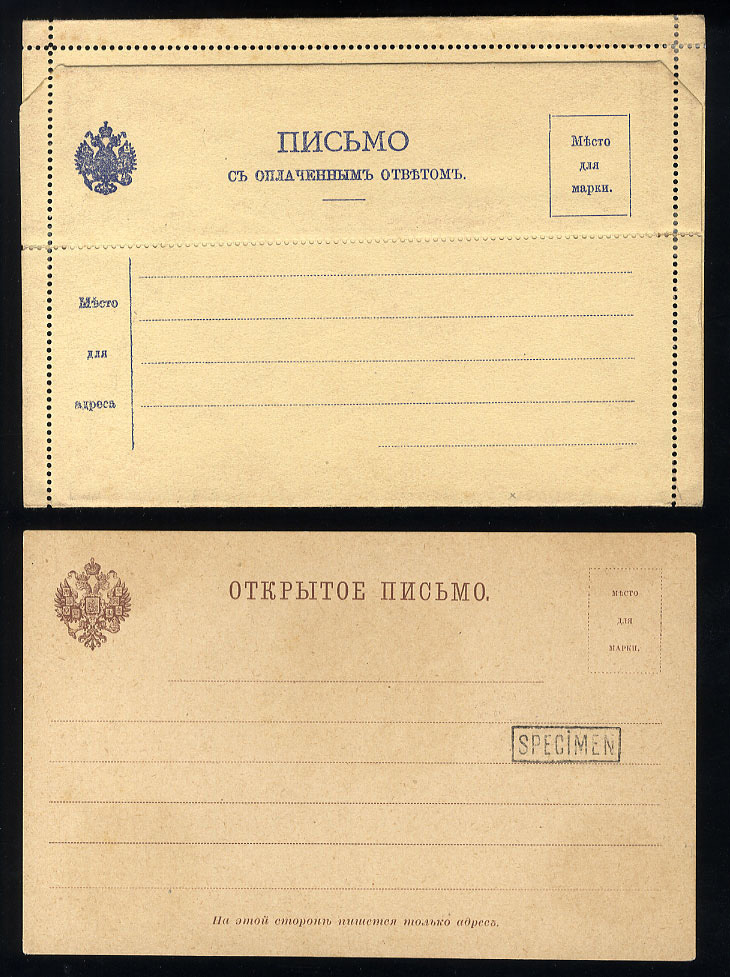 ПИСЬМО
СЪ ОПЛАЧЕННЫМЪ ОТВѢТОМЪ.
Мѣсто
для
марки.
Мѣсто
для
адреса
ОТКРЫТОЕ ПИСЬМО.
МѢСТО
ДЛЯ
МАРКИ.
SPECIMEN
На этой сторонѣ пишется только адресъ.